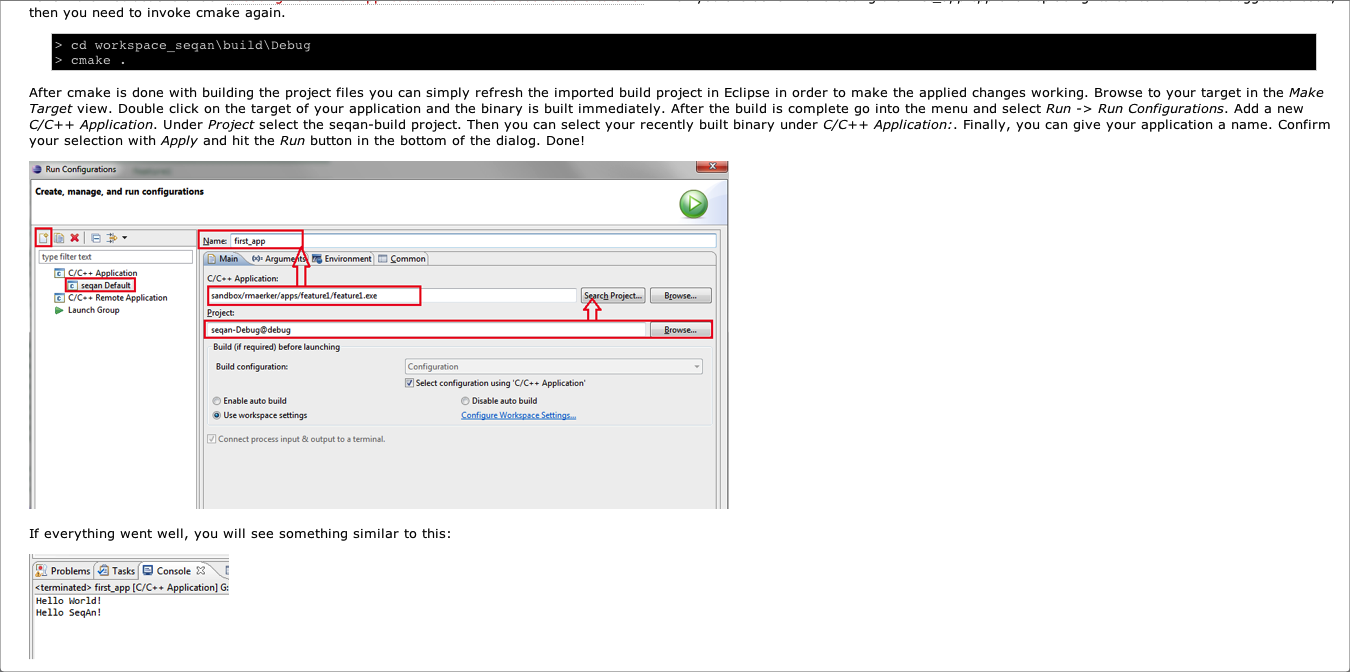 then you need to invoke cmake again.
> cd workspace_seqan\build\Debug
> cmake .
After cmake is done with building the project files you can simply refresh the imported build project in Eclipse in order to make the applied changes working. Browse to your target in the Make
Target view. Double click on the target of your application and the binary is built immediately. After the build is complete go into the menu and select Run -> Run Configurations. Add a new
C/C++ Application. Under Project select the seqan-build project. Then you can select your recently built binary under C/C++ Application:. Finally, you can give your application a name. Confirm
your selection with Apply and hit the Run button in the bottom of the dialog. Done!
Run Configurations
Create, manage, and run configurations
Name: first_app
type filter text
Main (x)= Arguments Environment Common
C/C++ Application
seqan Default
C/C++ Remote Application
Launch Group
C/C++ Application:
sandbox/rmaerker/apps/feature1/feature1.exe Search Project... Browse...
Project:
seqan-Debug@debug Browse...
Build (if required) before launching
Build configuration: Configuration
Select configuration using 'C/C++ Application'
Enable auto build Disable auto build
Use workspace settings Configure Workspace Settings...
Connect process input & output to a terminal.
If everything went well, you will see something similar to this:
Problems Tasks Console
<terminated> first_app [C/C++ Application] G:
Hello World!
Hello SeqAn!